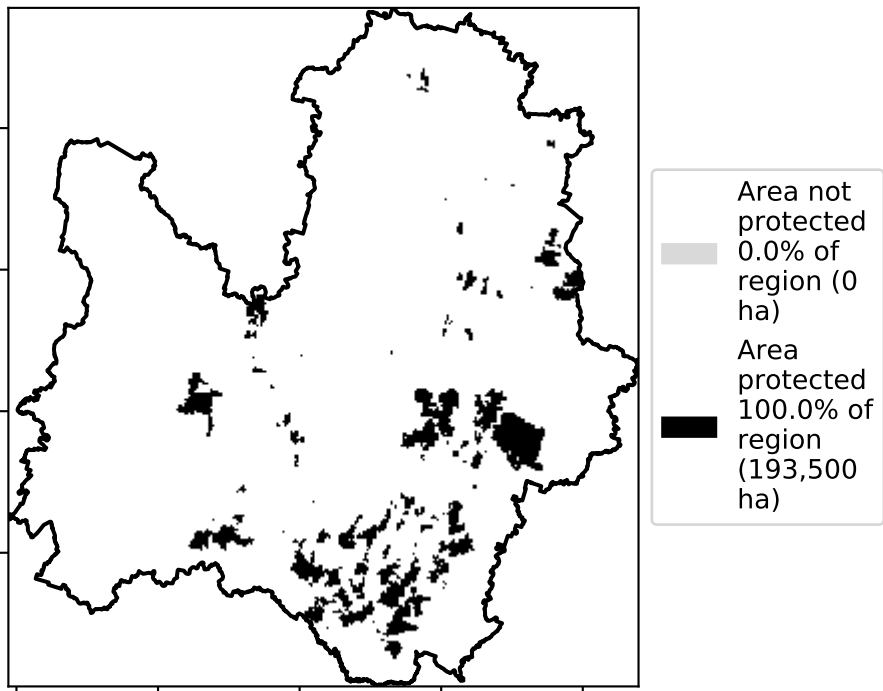 Area not
protected
0.0% of
region (0
ha)
Area
protected
100.0% of
region
(193,500
ha)